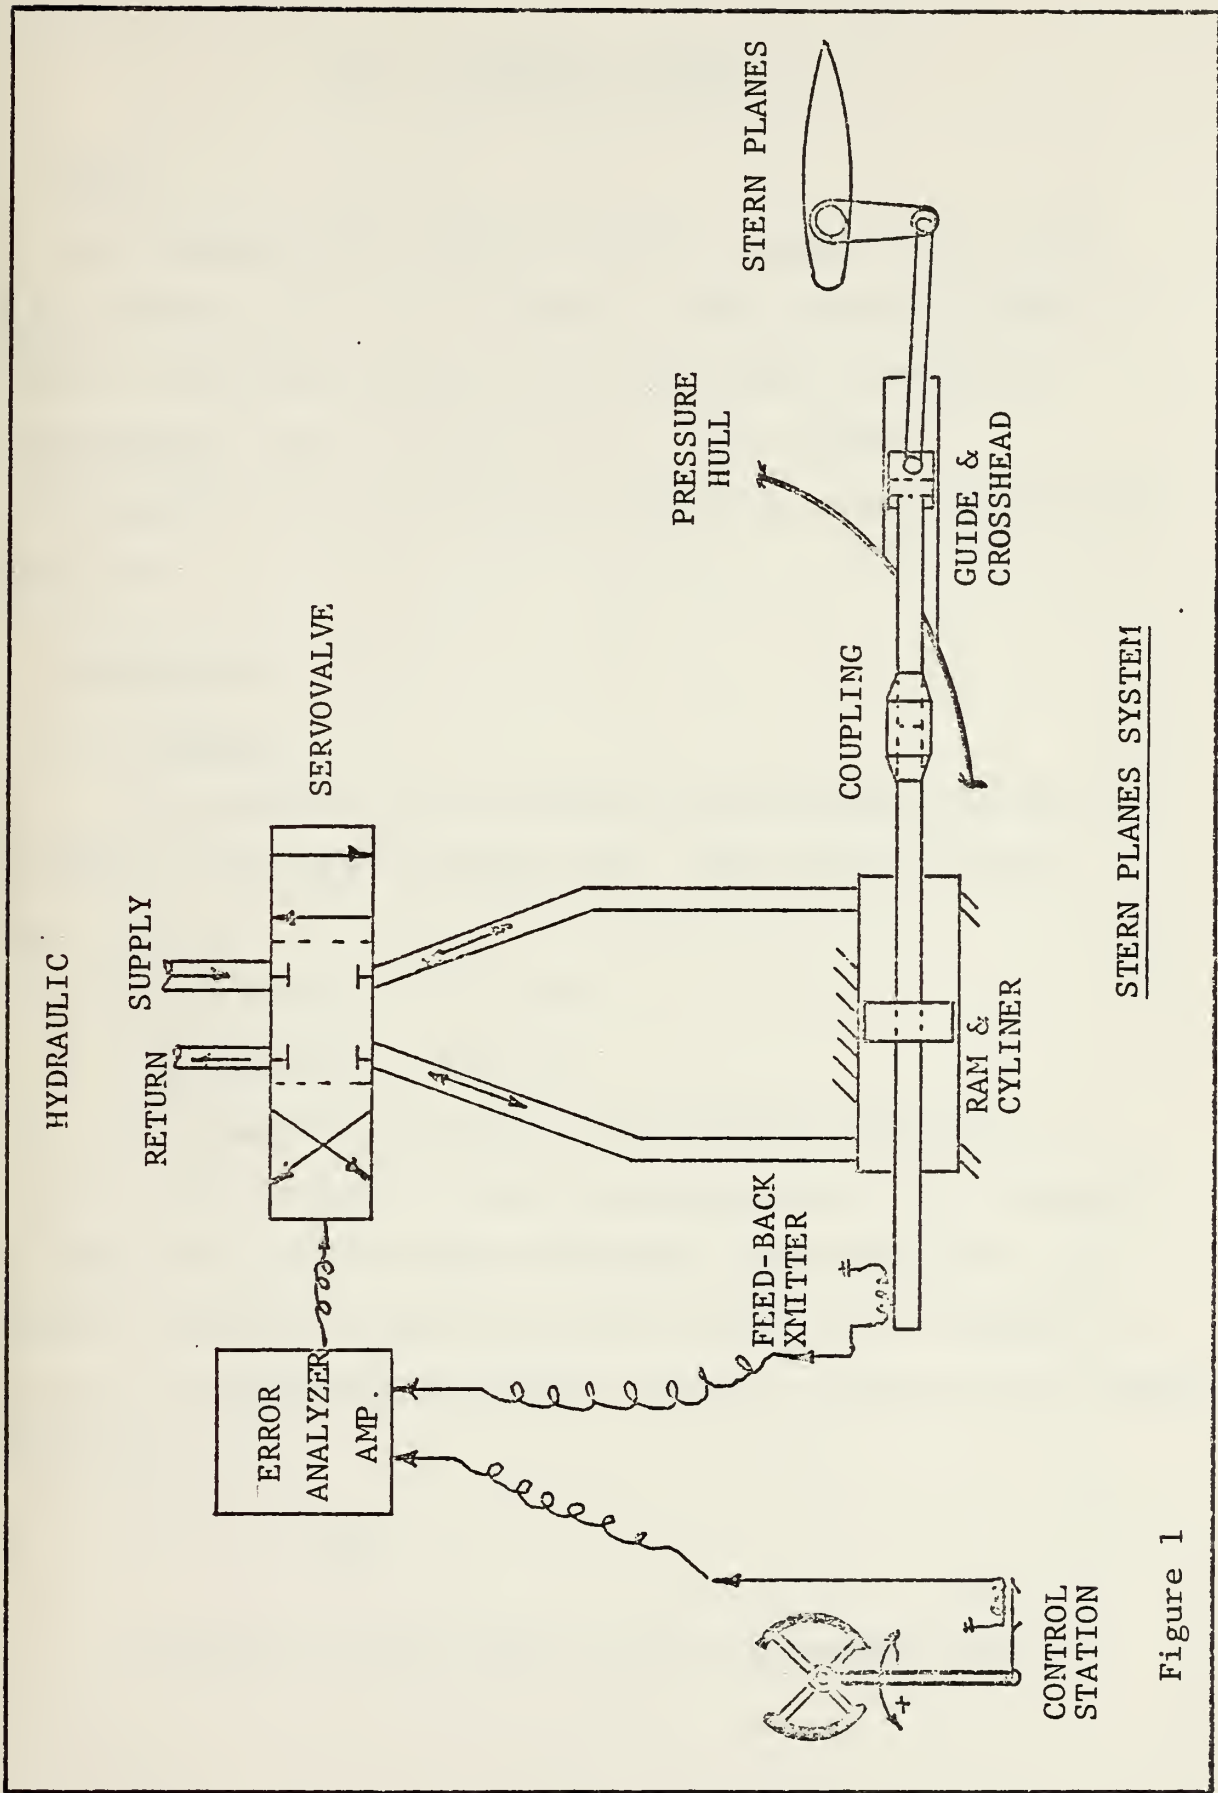 HYDRAULIC
RETURN
SUPPLY
SERVOVALVE
ERROR
ANALYZER
AMP.
FEED-BACK
XMITTER
COUPLING
PRESSURE
HULL
STERN PLANES
RAM &
CYLINER
GUIDE &
CROSSHEAD
CONTROL
STATION
+
STERN PLANES SYSTEM
Figure 1